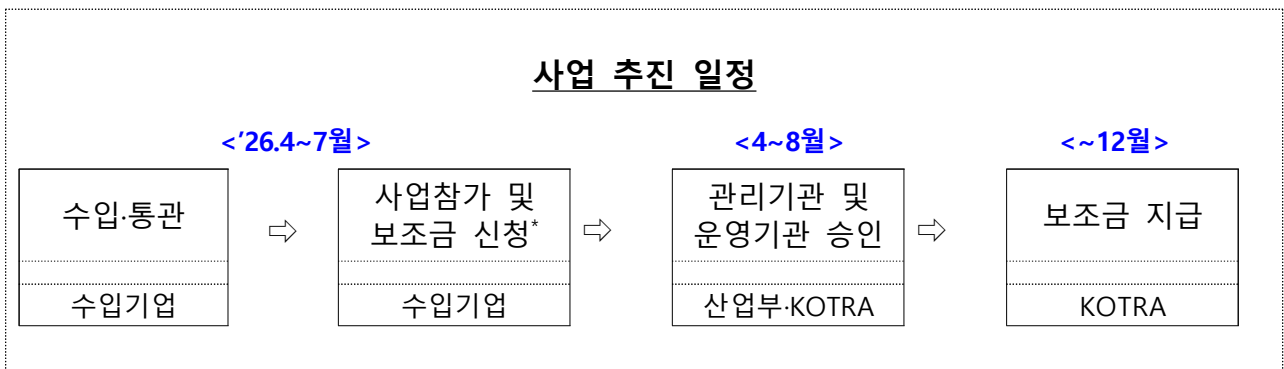 사업 추진 일정
<'26.4~7월>
<4~8월>
<~12월>
수입·통관
⇨
사업참가 및
보조금 신청*
⇨
관리기관 및
운영기관 승인
⇨
보조금 지급
수입기업
수입기업
산업부·KOTRA
KOTRA